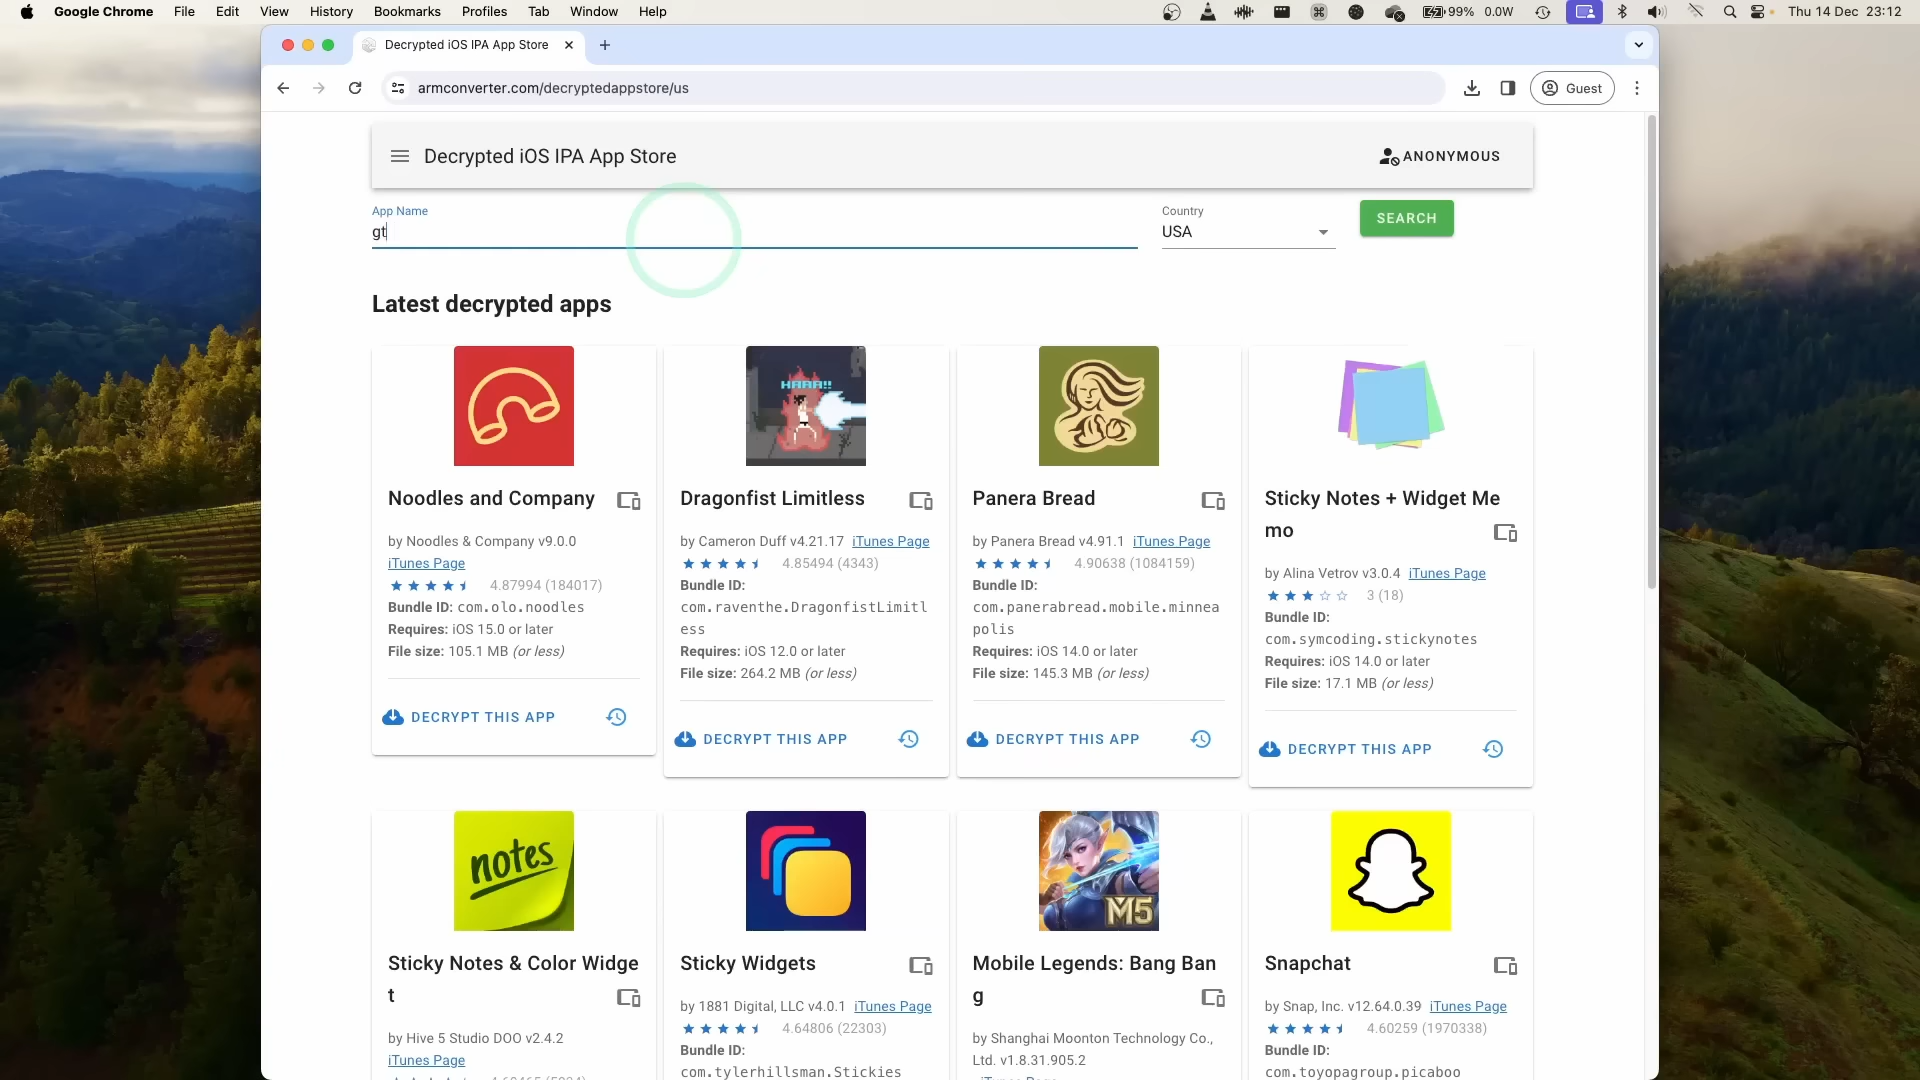 Google Chrome File Edit View History Bookmarks Profiles Tab Window Help 99% 0.0W Thu 14 Dec 23:12
Decrypted iOS IPA App Store
armconverter.com/decryptedappstore/us Guest
Decrypted iOS IPA App Store ANONYMOUS
App Name Country
gt USA SEARCH
Latest decrypted apps
HAAA!!
Noodles and Company
by Noodles & Company v9.0.0
iTunes Page
4.87994 (184017)
Bundle ID: com.olo.noodles
Requires: iOS 15.0 or later
File size: 105.1 MB (or less)
DECRYPT THIS APP
Dragonfist Limitless
by Cameron Duff v4.21.17 iTunes Page
4.85494 (4343)
Bundle ID:
com.raventhe.DragonfistLimitl
ess
Requires: iOS 12.0 or later
File size: 264.2 MB (or less)
DECRYPT THIS APP
Panera Bread
by Panera Bread v4.91.1 iTunes Page
4.90638 (1084159)
Bundle ID:
com.panerabread.mobile.minnea
polis
Requires: iOS 14.0 or later
File size: 145.3 MB (or less)
DECRYPT THIS APP
Sticky Notes + Widget Me
mo
by Alina Vetrov v3.0.4 iTunes Page
3 (18)
Bundle ID:
com.symcoding.stickynotes
Requires: iOS 14.0 or later
File size: 17.1 MB (or less)
DECRYPT THIS APP
notes
Sticky Notes & Color Widge
t
by Hive 5 Studio DOO v2.4.2
iTunes Page
Sticky Widgets
by 1881 Digital, LLC v4.0.1 iTunes Page
4.64806 (22303)
Bundle ID:
com.tylerhillsman.Stickies
M5
Mobile Legends: Bang Ban
g
by Shanghai Moonton Technology Co.,
Ltd. v1.8.31.905.2
iTunes Page
Snapchat
by Snap, Inc. v12.64.0.39 iTunes Page
4.60259 (1970338)
Bundle ID:
com.toyopagroup.picaboo